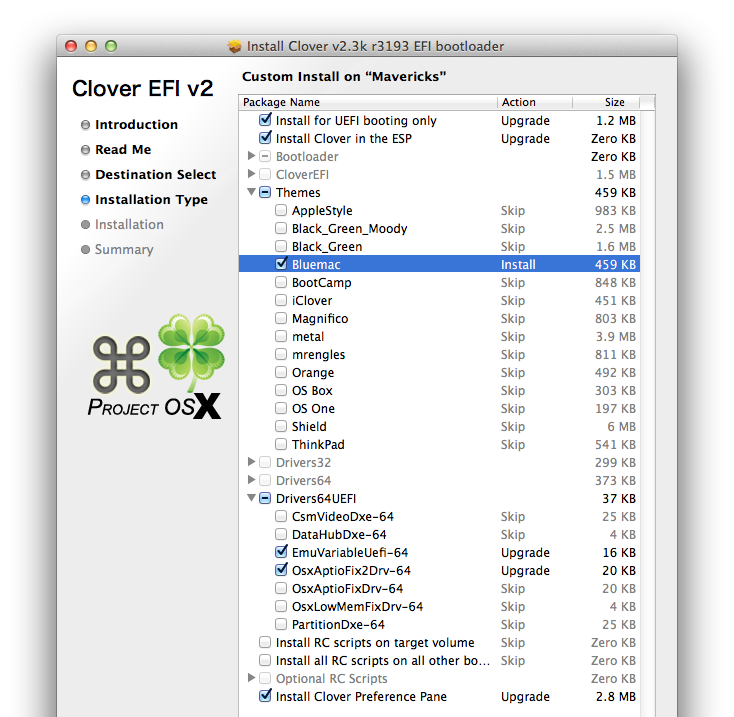 Install Clover v2.3k r3193 EFI bootloader
Clover EFI v2
Introduction
Read Me
Destination Select
Installation Type
Installation
Summary
PROJECT OSX
Custom Install on “Mavericks”
Package Name Action Size
Install for UEFI booting only Upgrade 1.2 MB
Install Clover in the ESP Upgrade Zero KB
Bootloader Zero KB
CloverEFI 1.5 MB
Themes 459 KB
AppleStyle Skip 983 KB
Black_Green_Moody Skip 2.5 MB
Black_Green Skip 1.6 MB
Bluemac Install 459 KB
BootCamp Skip 848 KB
iClover Skip 451 KB
Magnifico Skip 803 KB
metal Skip 3.9 MB
mrengles Skip 811 KB
Orange Skip 492 KB
OS Box Skip 303 KB
OS One Skip 197 KB
Shield Skip 6 MB
ThinkPad Skip 541 KB
Drivers32 299 KB
Drivers64 373 KB
Drivers64UEFI 37 KB
CsmVideoDxe-64 Skip 25 KB
DataHubDxe-64 Skip 4 KB
EmuVariableUefi-64 Upgrade 16 KB
OsxAptioFix2Drv-64 Upgrade 20 KB
OsxAptioFixDrv-64 Skip 20 KB
OsxLowMemFixDrv-64 Skip 4 KB
PartitionDxe-64 Skip 25 KB
Install RC scripts on target volume Skip Zero KB
Install all RC scripts on all other bo... Skip Zero KB
Optional RC Scripts Zero KB
Install Clover Preference Pane Upgrade 2.8 MB